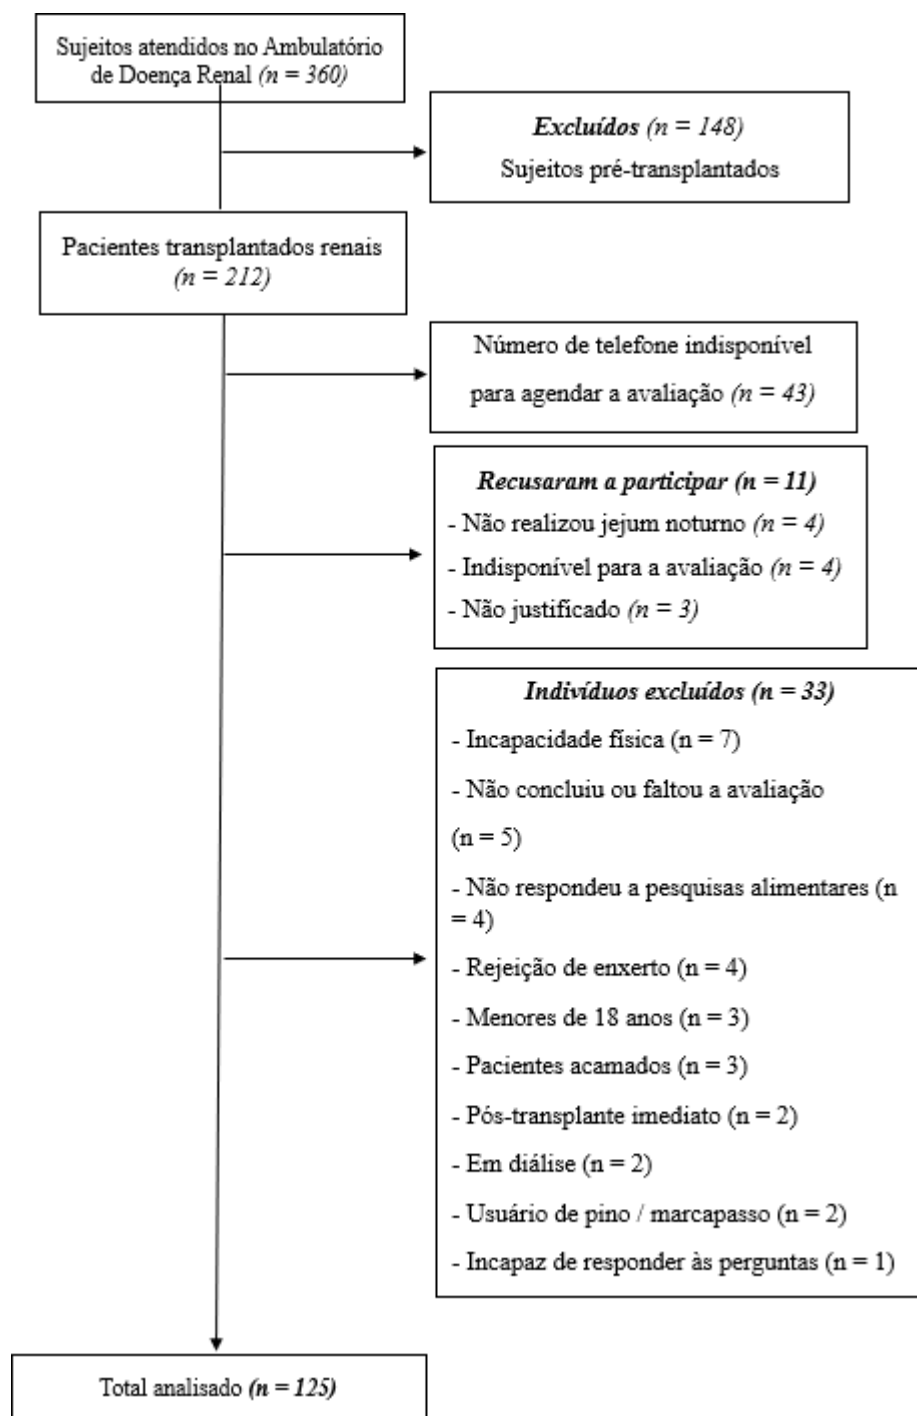 Sujeitos atendidos no Ambulatório
de Doença Renal (n = 360)
Excluídos (n = 148)
Sujeitos pré-transplantados
Pacientes transplantados renais
(n = 212)
Número de telefone indisponível
para agendar a avaliação (n = 43)
Recusaram a participar (n = 11)
- Não realizou jejum noturno (n = 4)
- Indisponível para a avaliação (n = 4)
- Não justificado (n = 3)
Indivíduos excluídos (n = 33)
- Incapacidade física (n = 7)
- Não concluiu ou faltou a avaliação
(n = 5)
- Não respondeu a pesquisas alimentares (n
= 4)
- Rejeição de enxerto (n = 4)
- Menores de 18 anos (n = 3)
- Pacientes acamados (n = 3)
- Pós-transplante imediato (n = 2)
- Em diálise (n = 2)
- Usuário de pino / marcapasso (n = 2)
- Incapaz de responder às perguntas (n = 1)
Total analisado (n = 125)